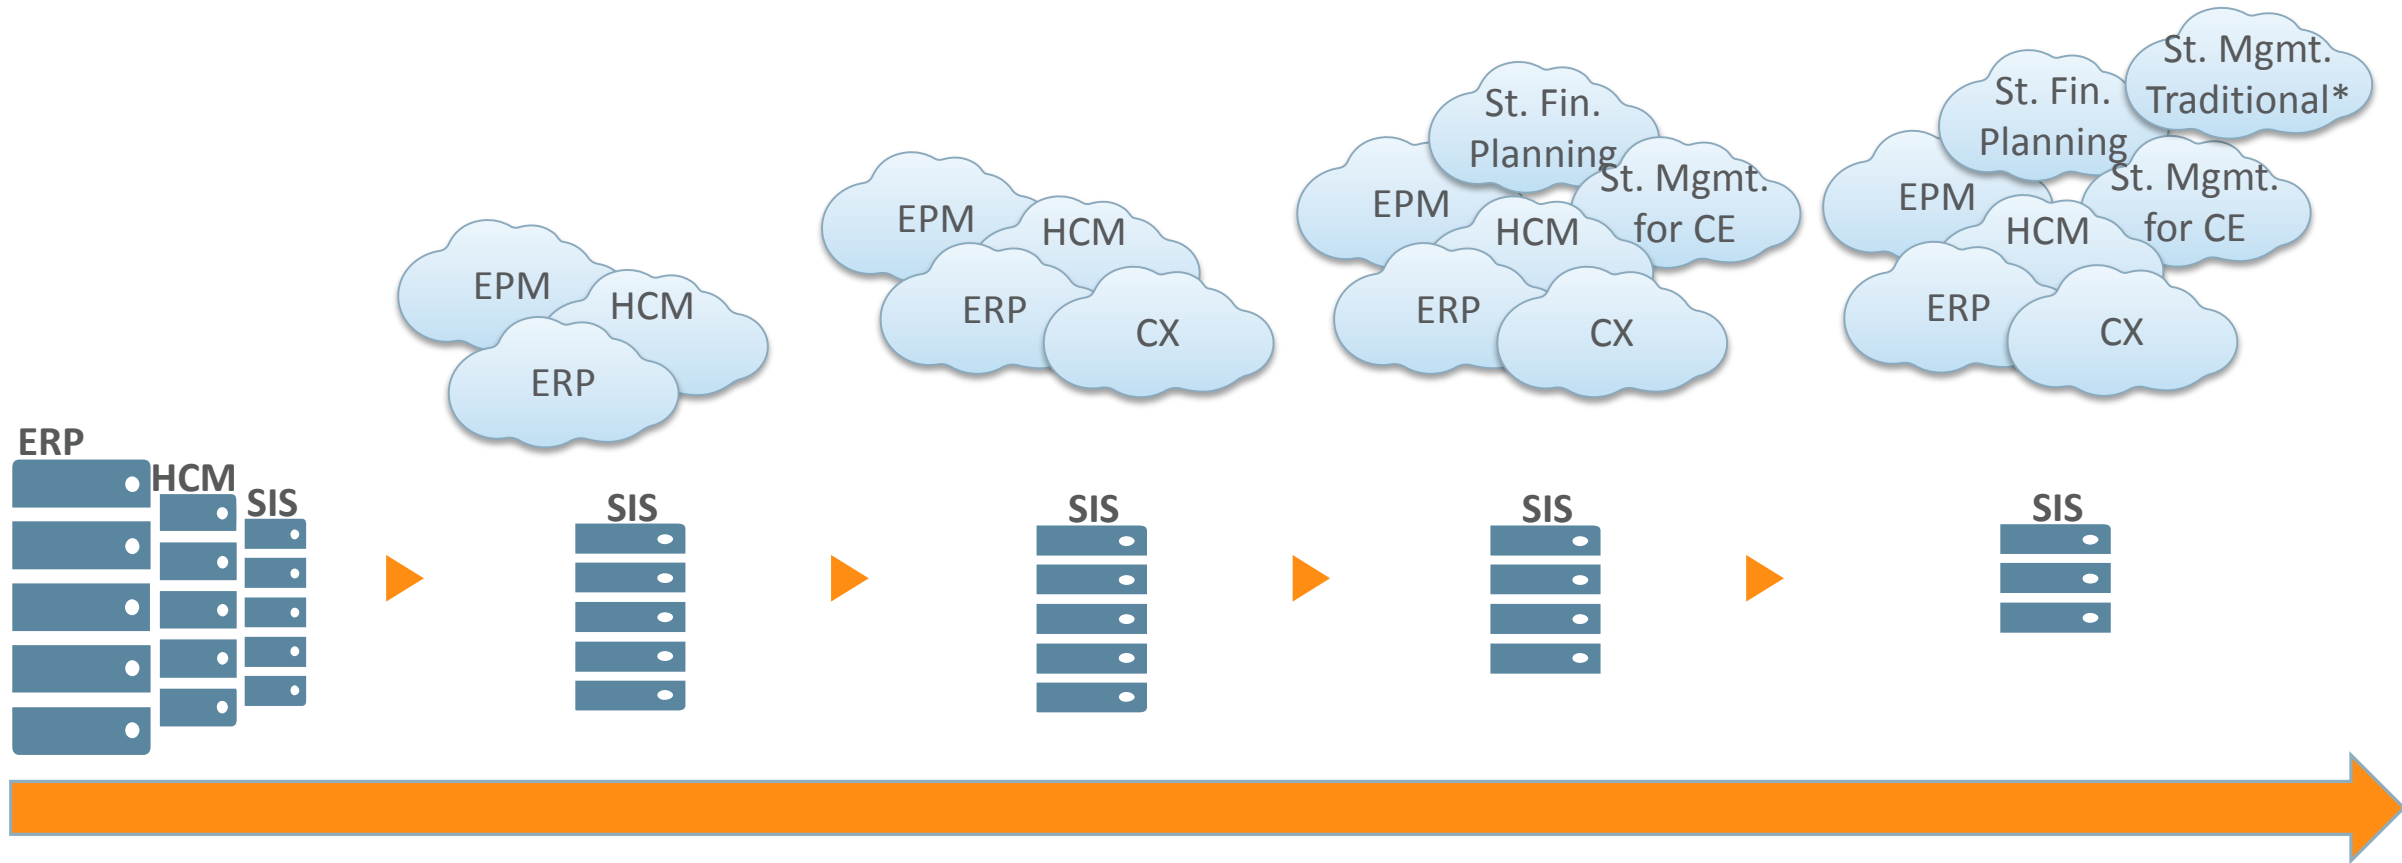 ERP
HCM
SIS
EPM
HCM
ERP
SIS
EPM
HCM
ERP
CX
SIS
St. Fin.
Planning
EPM
St. Mgmt.
for CE
HCM
ERP
CX
SIS
St. Mgmt.
Traditional*
St. Fin.
Planning
EPM
St. Mgmt.
for CE
HCM
ERP
CX
SIS